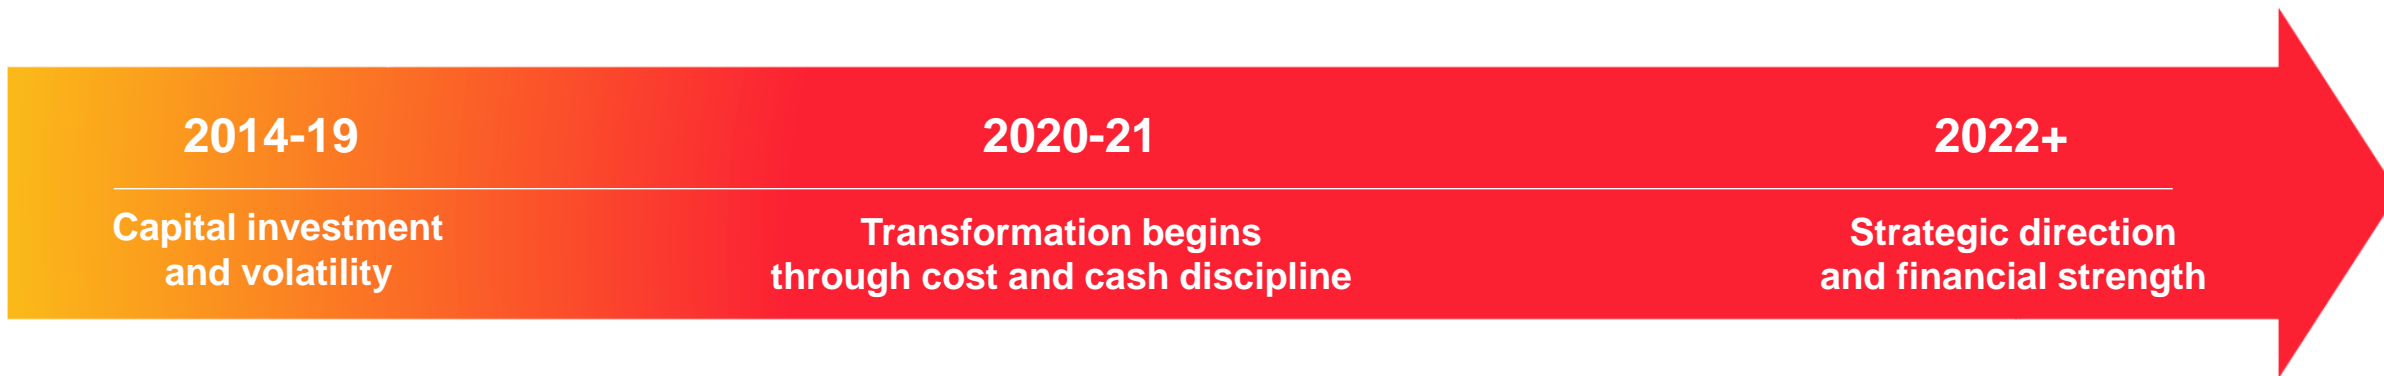 2014-19
Capital investment
and volatility
2020-21
Transformation begins
through cost and cash discipline
2022+
Strategic direction
and financial strength